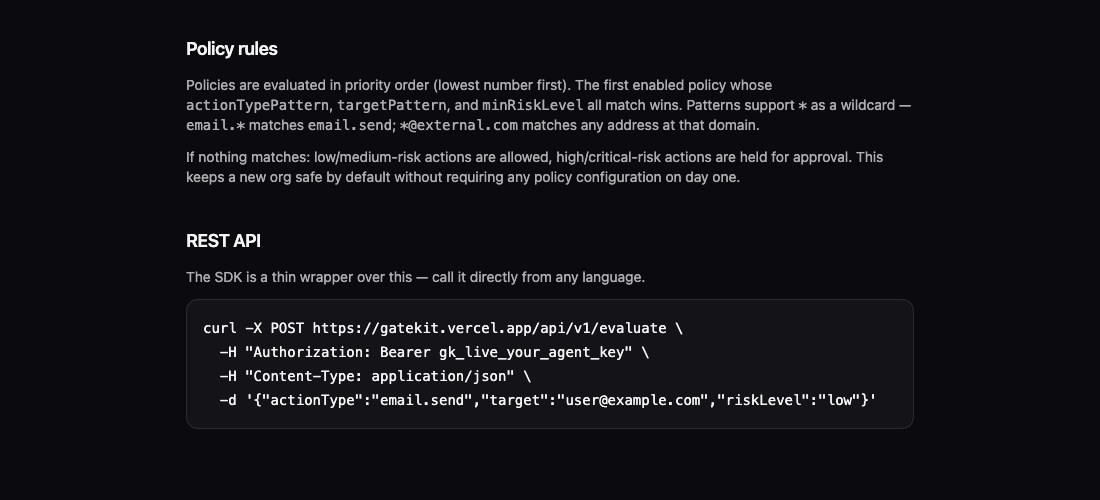 Policy rules
Policies are evaluated in priority order (lowest number first). The first enabled policy whose
actionTypePattern, targetPattern, and minRiskLevel all match wins. Patterns support * as a wildcard —
email.* matches email.send; *@external.com matches any address at that domain.
If nothing matches: low/medium-risk actions are allowed, high/critical-risk actions are held for approval. This
keeps a new org safe by default without requiring any policy configuration on day one.
REST API
The SDK is a thin wrapper over this — call it directly from any language.
curl -X POST https://gatekit.vercel.app/api/v1/evaluate \
  -H "Authorization: Bearer gk_live_your_agent_key" \
  -H "Content-Type: application/json" \
  -d '{"actionType":"email.send","target":"user@example.com","riskLevel":"low"}'